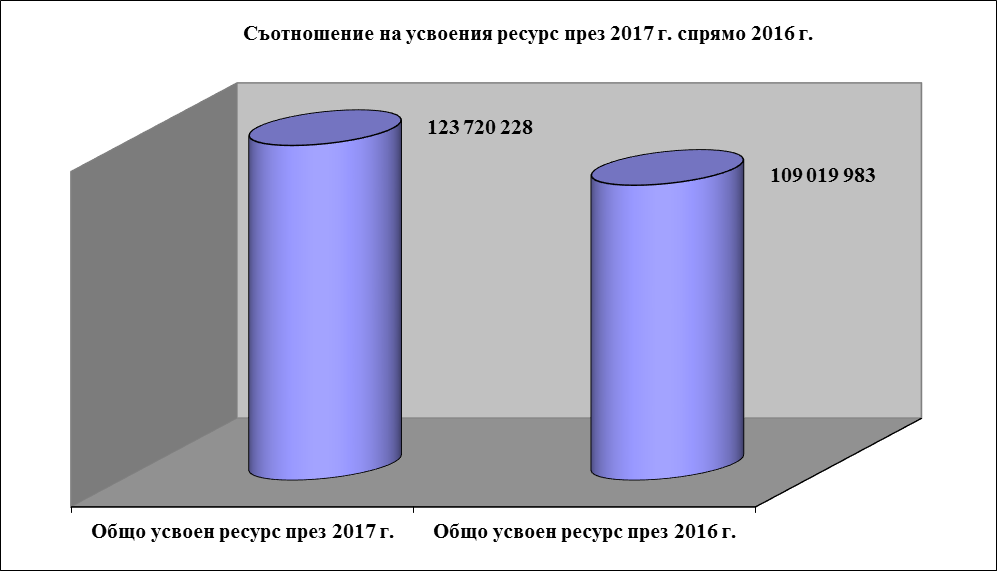 Съотношение на усвоения ресурс през 2017 г. спрямо 2016 г.
123 720 228
109 019 983
Общо усвоен ресурс през 2017 г.
Общо усвоен ресурс през 2016 г.